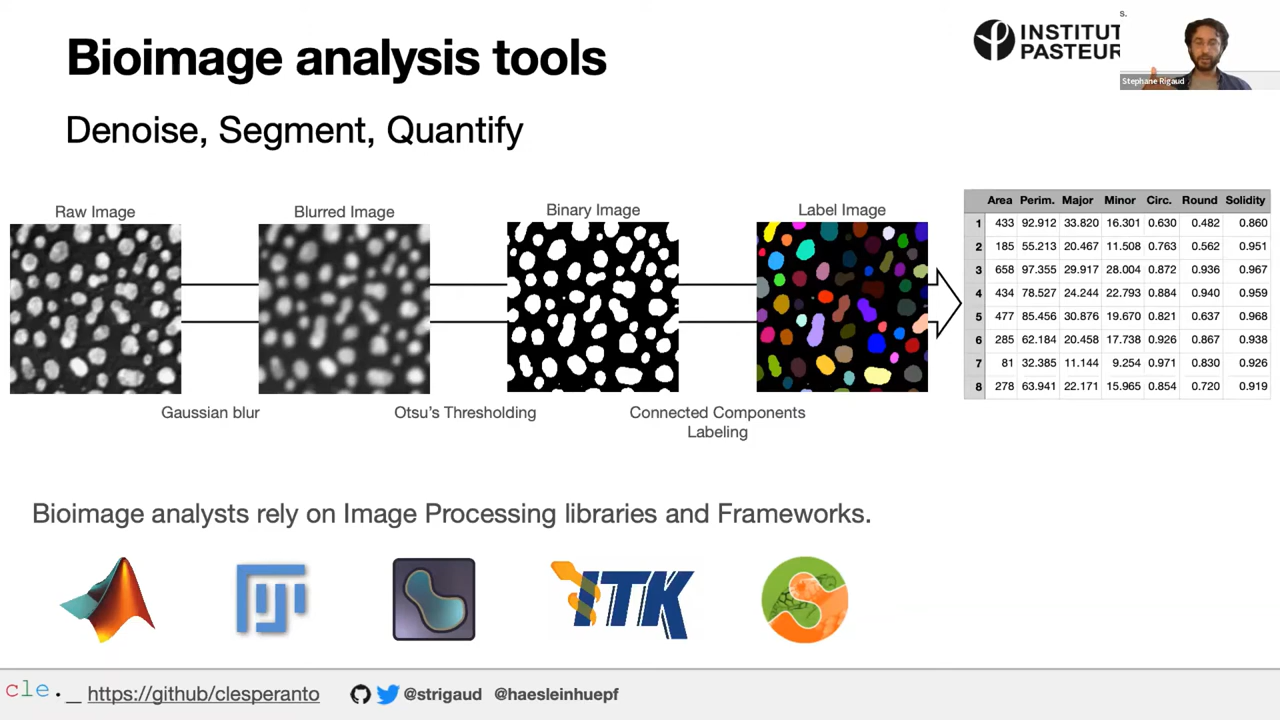 Bioimage analysis tools
INSTITUT
PASTEUR
s.
Stephane Rigaud
Denoise, Segment, Quantify
Raw Image
Blurred Image
Binary Image
Label Image
Gaussian blur
Otsu's Thresholding
Connected Components
Labeling
Area Perim. Major Minor Circ. Round Solidity
1 433 92.912 33.820 16.301 0.630 0.482 0.860
2 185 55.213 20.467 11.508 0.763 0.562 0.951
3 658 97.355 29.917 28.004 0.872 0.936 0.967
4 434 78.527 24.244 22.793 0.884 0.940 0.959
5 477 85.456 30.876 19.670 0.821 0.637 0.968
6 285 62.184 20.458 17.738 0.926 0.867 0.938
7 81 32.385 11.144 9.254 0.971 0.830 0.926
8 278 63.941 22.171 15.965 0.854 0.720 0.919
Bioimage analysts rely on Image Processing libraries and Frameworks.
ITK
cle._ https://github/clesperanto @strigaud @haesleinhuepf